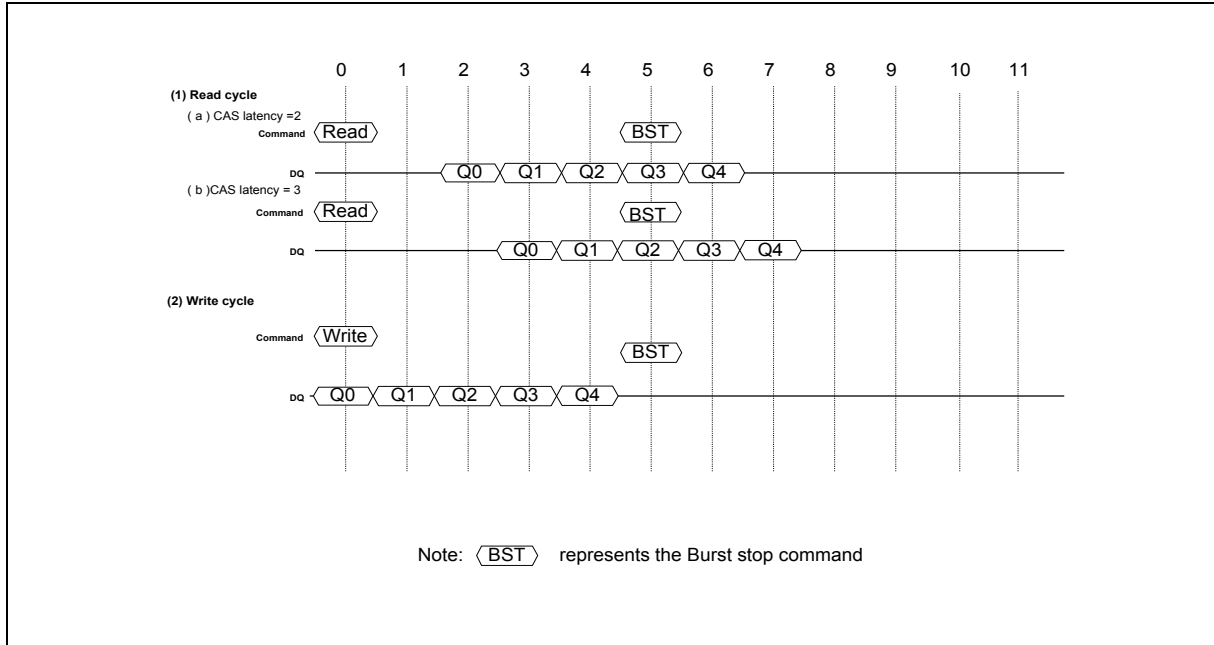 0 1 2 3 4 5 6 7 8 9 10 11
(1) Read cycle
( a ) CAS latency =2
Command Read BST
DQ Q0 Q1 Q2 Q3 Q4
( b )CAS latency = 3
Command Read BST
DQ Q0 Q1 Q2 Q3 Q4
(2) Write cycle
Command Write
BST
DQ Q0 Q1 Q2 Q3 Q4
Note: BST represents the Burst stop command